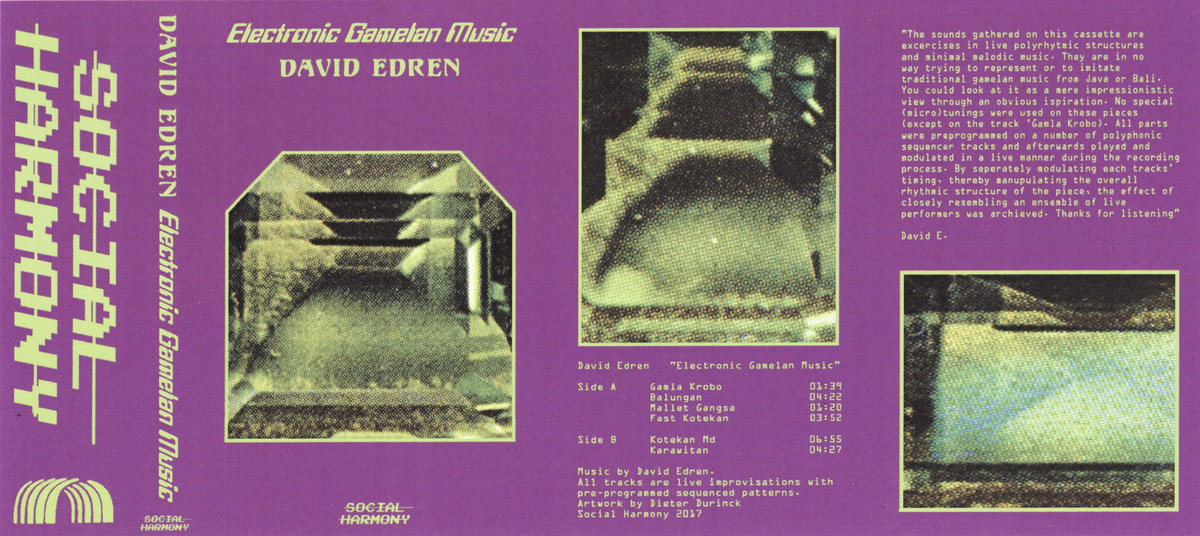 SOCIAL
HARMONY
DAVID EDREN Electronic Gamelan Music
SOCIAL
HARMONY
Electronic Gamelan Music
DAVID EDREN
SOCIAL
HARMONY
David Edren "Electronic Gamelan Music"
Side A Gamla Krobo 01:39
Balungan 04:22
Mallet Gangsa 01:20
Fast Kotekan 03:52
Side B Kotekan Md 06:55
Karawitan 04:27
Music by David Edren.
All tracks are live improvisations with
pre-programmed sequenced patterns.
Artwork by Dieter Durinck
Social Harmony 2017
"The sounds gathered on this cassette are
excercises in live polyrhytmic structures
and minimal melodic music. They are in no
way trying to represent or to imitate
traditional gamelan music from Java or Bali.
You could look at it as a mere impressionistic
view through an obvious ispiration. No special
(micro)tunings were used on these pieces
(except on the track 'Gamla Krobo). All parts
were preprogrammed on a number of polyphonic
sequencer tracks and afterwards played and
modulated in a live manner during the recording
process. By seperately modulating each tracks'
timing, thereby manupulating the overall
rhythmic structure of the piece, the effect of
closely resembling an ensemble of live
performers was archieved. Thanks for listening"
David E.